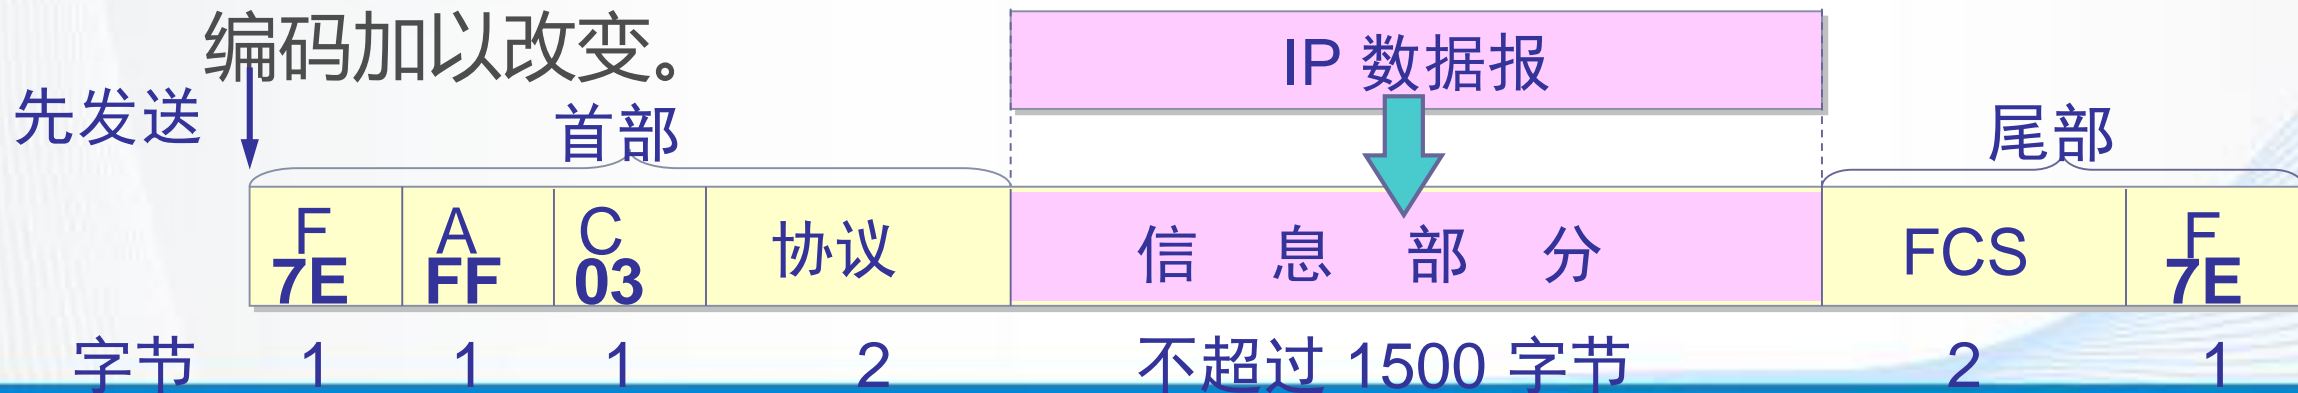 编码加以改变。
IP 数据报
先发送
首部
尾部
F
7E
A
FF
C
03
协议
信 息 部 分
FCS
F
7E
字节 1 1 1 2 不超过 1500 字节 2 1